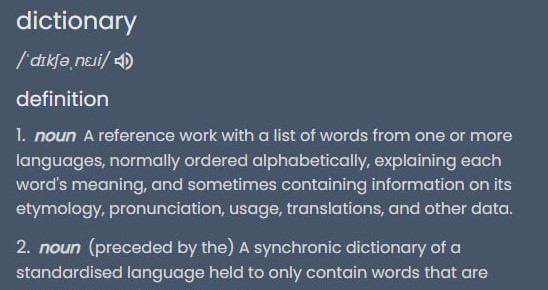 dictionary
/ˈdɪkʃəˌnɛɹi/
definition
1. noun A reference work with a list of words from one or more
languages, normally ordered alphabetically, explaining each
word's meaning, and sometimes containing information on its
etymology, pronunciation, usage, translations, and other data.
2. noun (preceded by the) A synchronic dictionary of a
standardised language held to only contain words that are